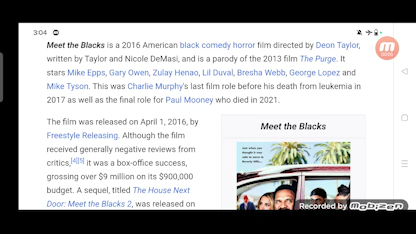 3:04
Meet the Blacks is a 2016 American black comedy horror film directed by Deon Taylor,
written by Taylor and Nicole DeMasi, and is a parody of the 2013 film The Purge. It
stars Mike Epps, Gary Owen, Zulay Henao, Lil Duval, Bresha Webb, George Lopez and
Mike Tyson. This was Charlie Murphy's last film role before his death from leukemia in
2017 as well as the final role for Paul Mooney who died in 2021.
The film was released on April 1, 2016, by
Freestyle Releasing. Although the film
received generally negative reviews from
critics,[4][5] it was a box-office success,
grossing over $9 million on its $900,000
budget. A sequel, titled The House Next
Door: Meet the Blacks 2, was released on
Meet the Blacks
Recorded by mobizen